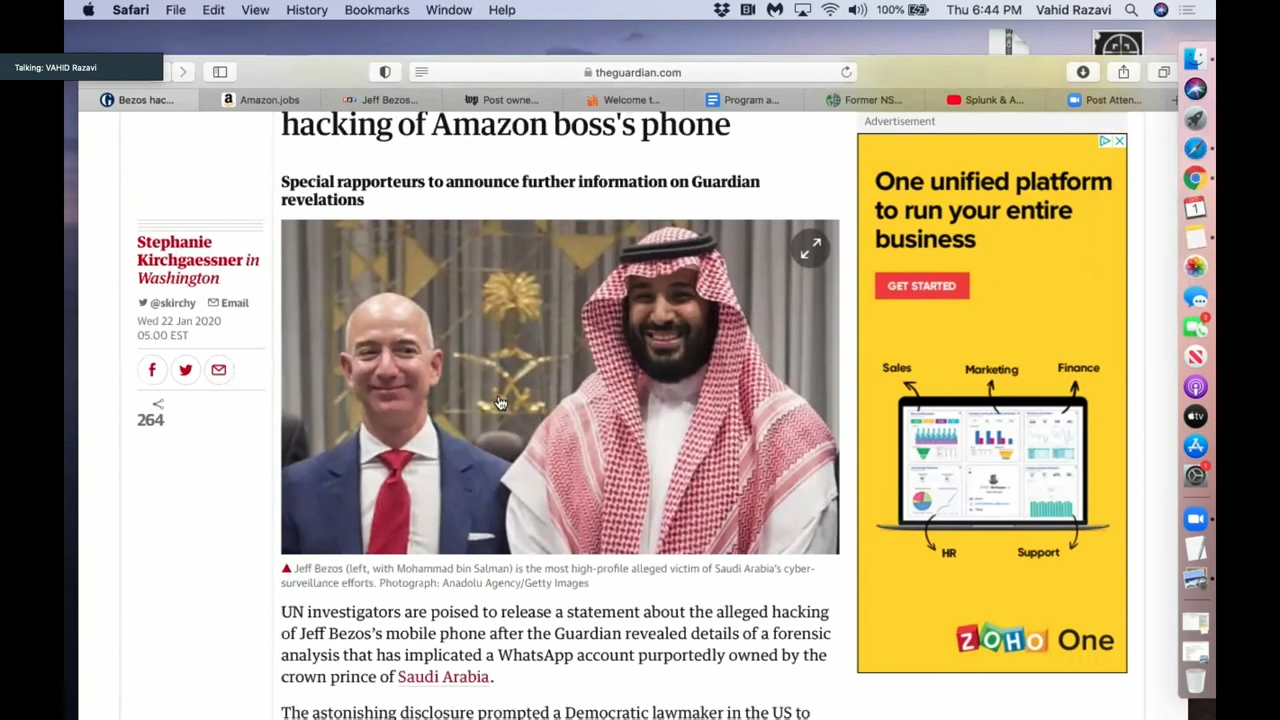 Safari File Edit View History Bookmarks Window Help 100% Thu 6:44 PM Vahid Razavi
Talking: VAHID Razavi
theguardian.com
Bezos hac... Amazon.jobs Jeff Bezos... Post owne... Welcome t... Program a... Former NS... Splunk & A... Post Atten...
hacking of Amazon boss's phone
Special rapporteurs to announce further information on Guardian
revelations
Stephanie
Kirchgaessner in
Washington
@skirchy Email
Wed 22 Jan 2020
05.00 EST
264
Jeff Bezos (left, with Mohammad bin Salman) is the most high-profile alleged victim of Saudi Arabia's cyber-
surveillance efforts. Photograph: Anadolu Agency/Getty Images
UN investigators are poised to release a statement about the alleged hacking
of Jeff Bezos's mobile phone after the Guardian revealed details of a forensic
analysis that has implicated a WhatsApp account purportedly owned by the
crown prince of Saudi Arabia.
The astonishing disclosure prompted a Democratic lawmaker in the US to
Advertisement
One unified platform
to run your entire
business
GET STARTED
Sales Marketing Finance
HR Support
ZOHO One